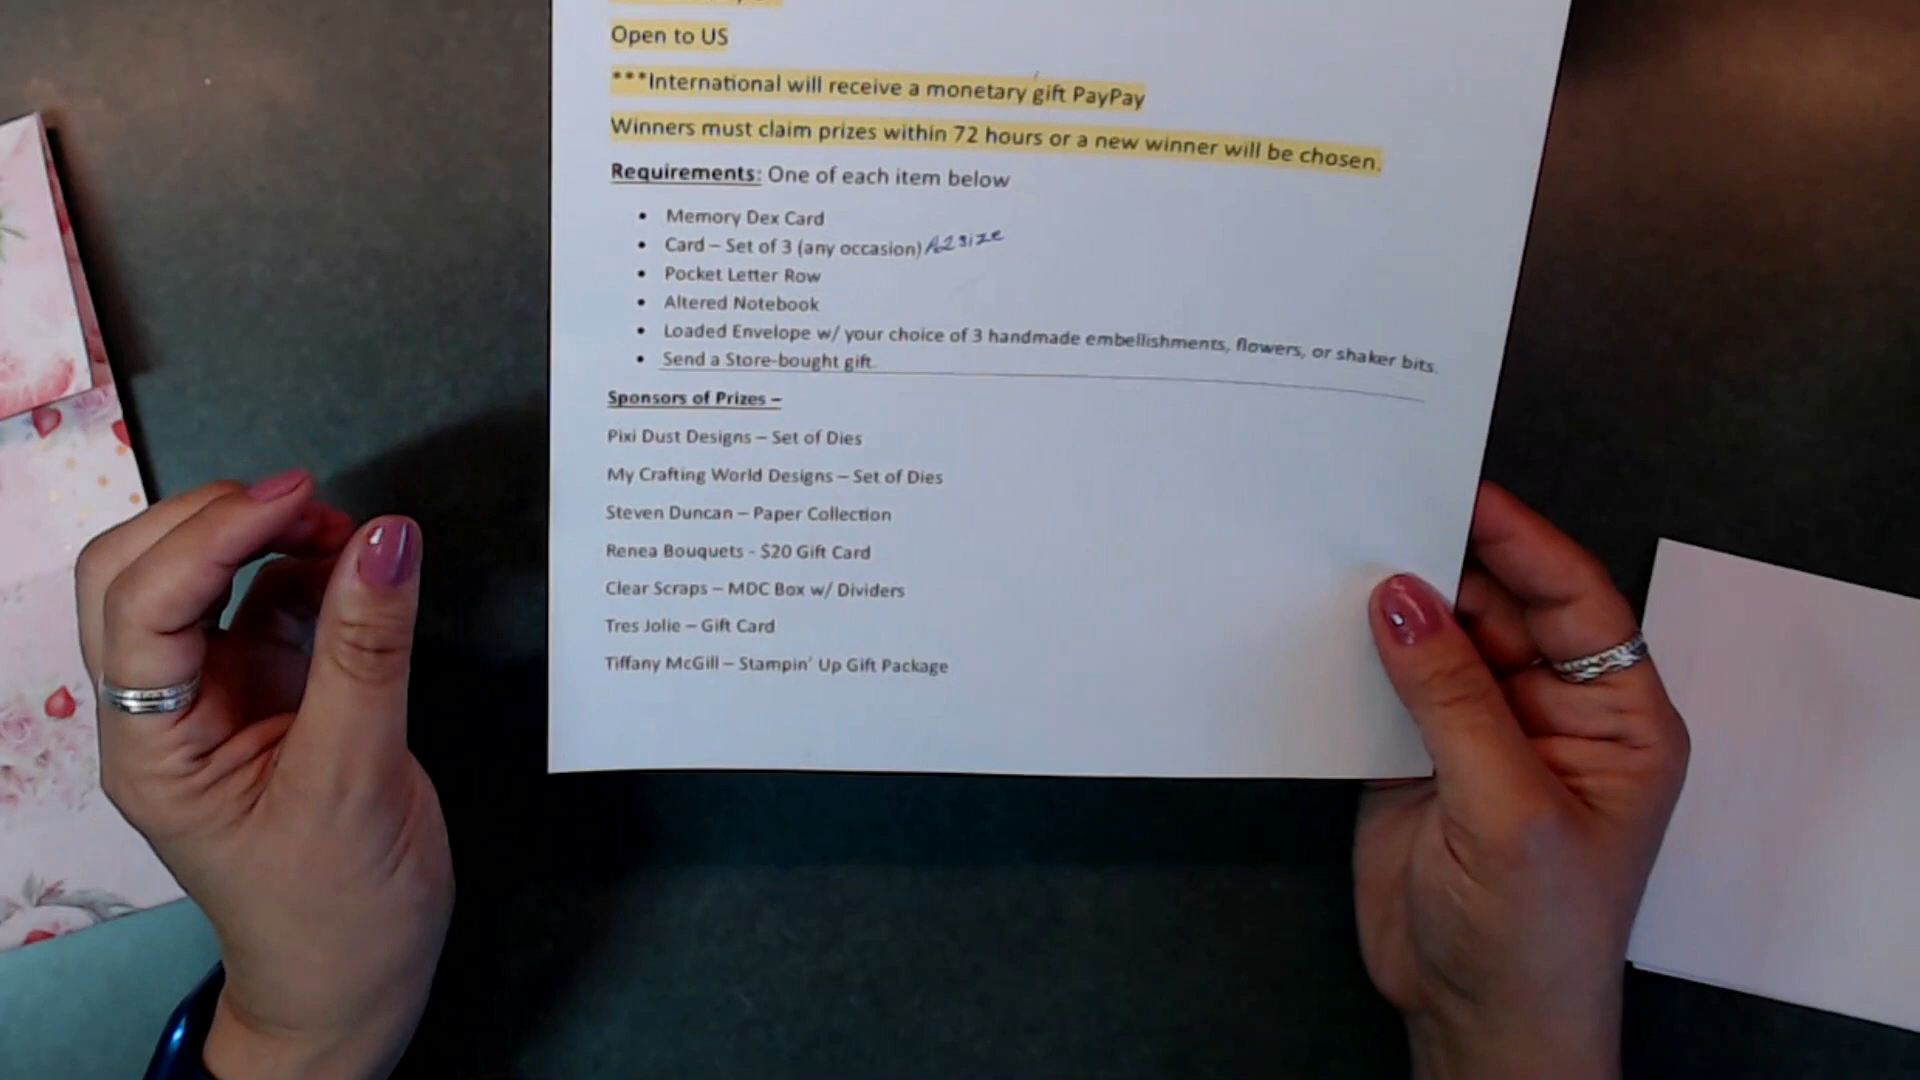 Open to US
***International will receive a monetary gift PayPay
Winners must claim prizes within 72 hours or a new winner will be chosen.
Requirements: One of each item below
• Memory Dex Card
• Card – Set of 3 (any occasion) A2 size
• Pocket Letter Row
• Altered Notebook
• Loaded Envelope w/ your choice of 3 handmade embellishments, flowers, or shaker bits.
• Send a Store-bought gift.
Sponsors of Prizes –
Pixi Dust Designs – Set of Dies
My Crafting World Designs – Set of Dies
Steven Duncan – Paper Collection
Renea Bouquets - $20 Gift Card
Clear Scraps – MDC Box w/ Dividers
Tres Jolie – Gift Card
Tiffany McGill – Stampin' Up Gift Package